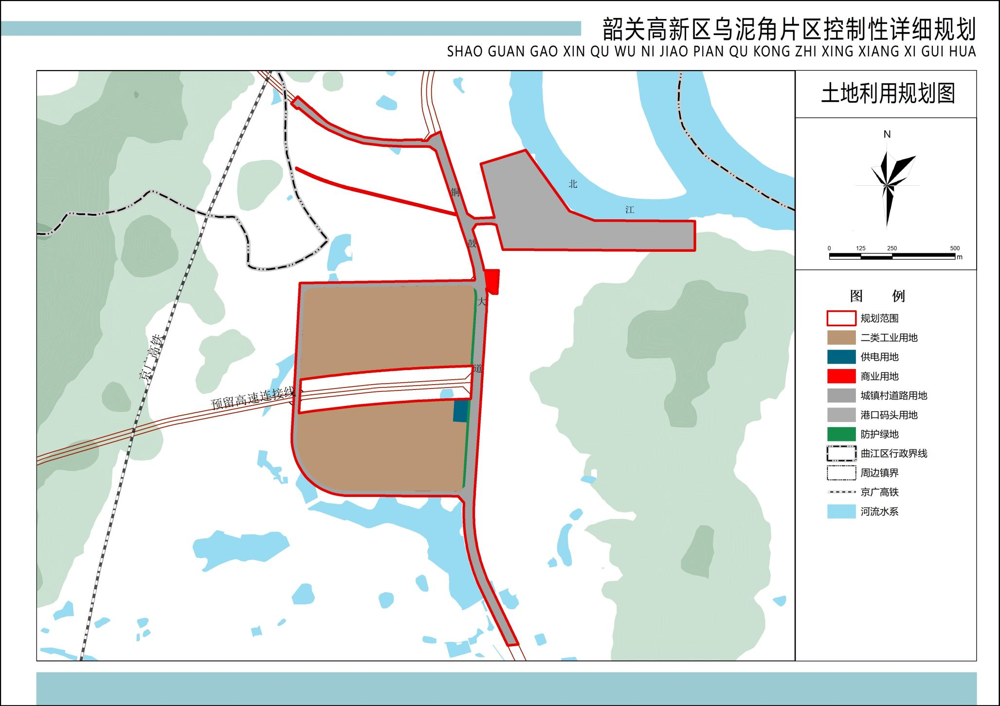 韶关高新区乌泥角片区控制性详细规划
SHAO GUAN GAO XIN QU WU NI JIAO PIAN QU KONG ZHI XING XIANG XI GUI HUA
土地利用规划图
N
0 125 250 500 m
图 例
规划范围
二类工业用地
供电用地
商业用地
城镇村道路用地
港口码头用地
防护绿地
曲江区行政界线
周边镇界
京广高铁
河流水系
北
江
铜
鼓
大
道
京广高铁
预留高速连接线